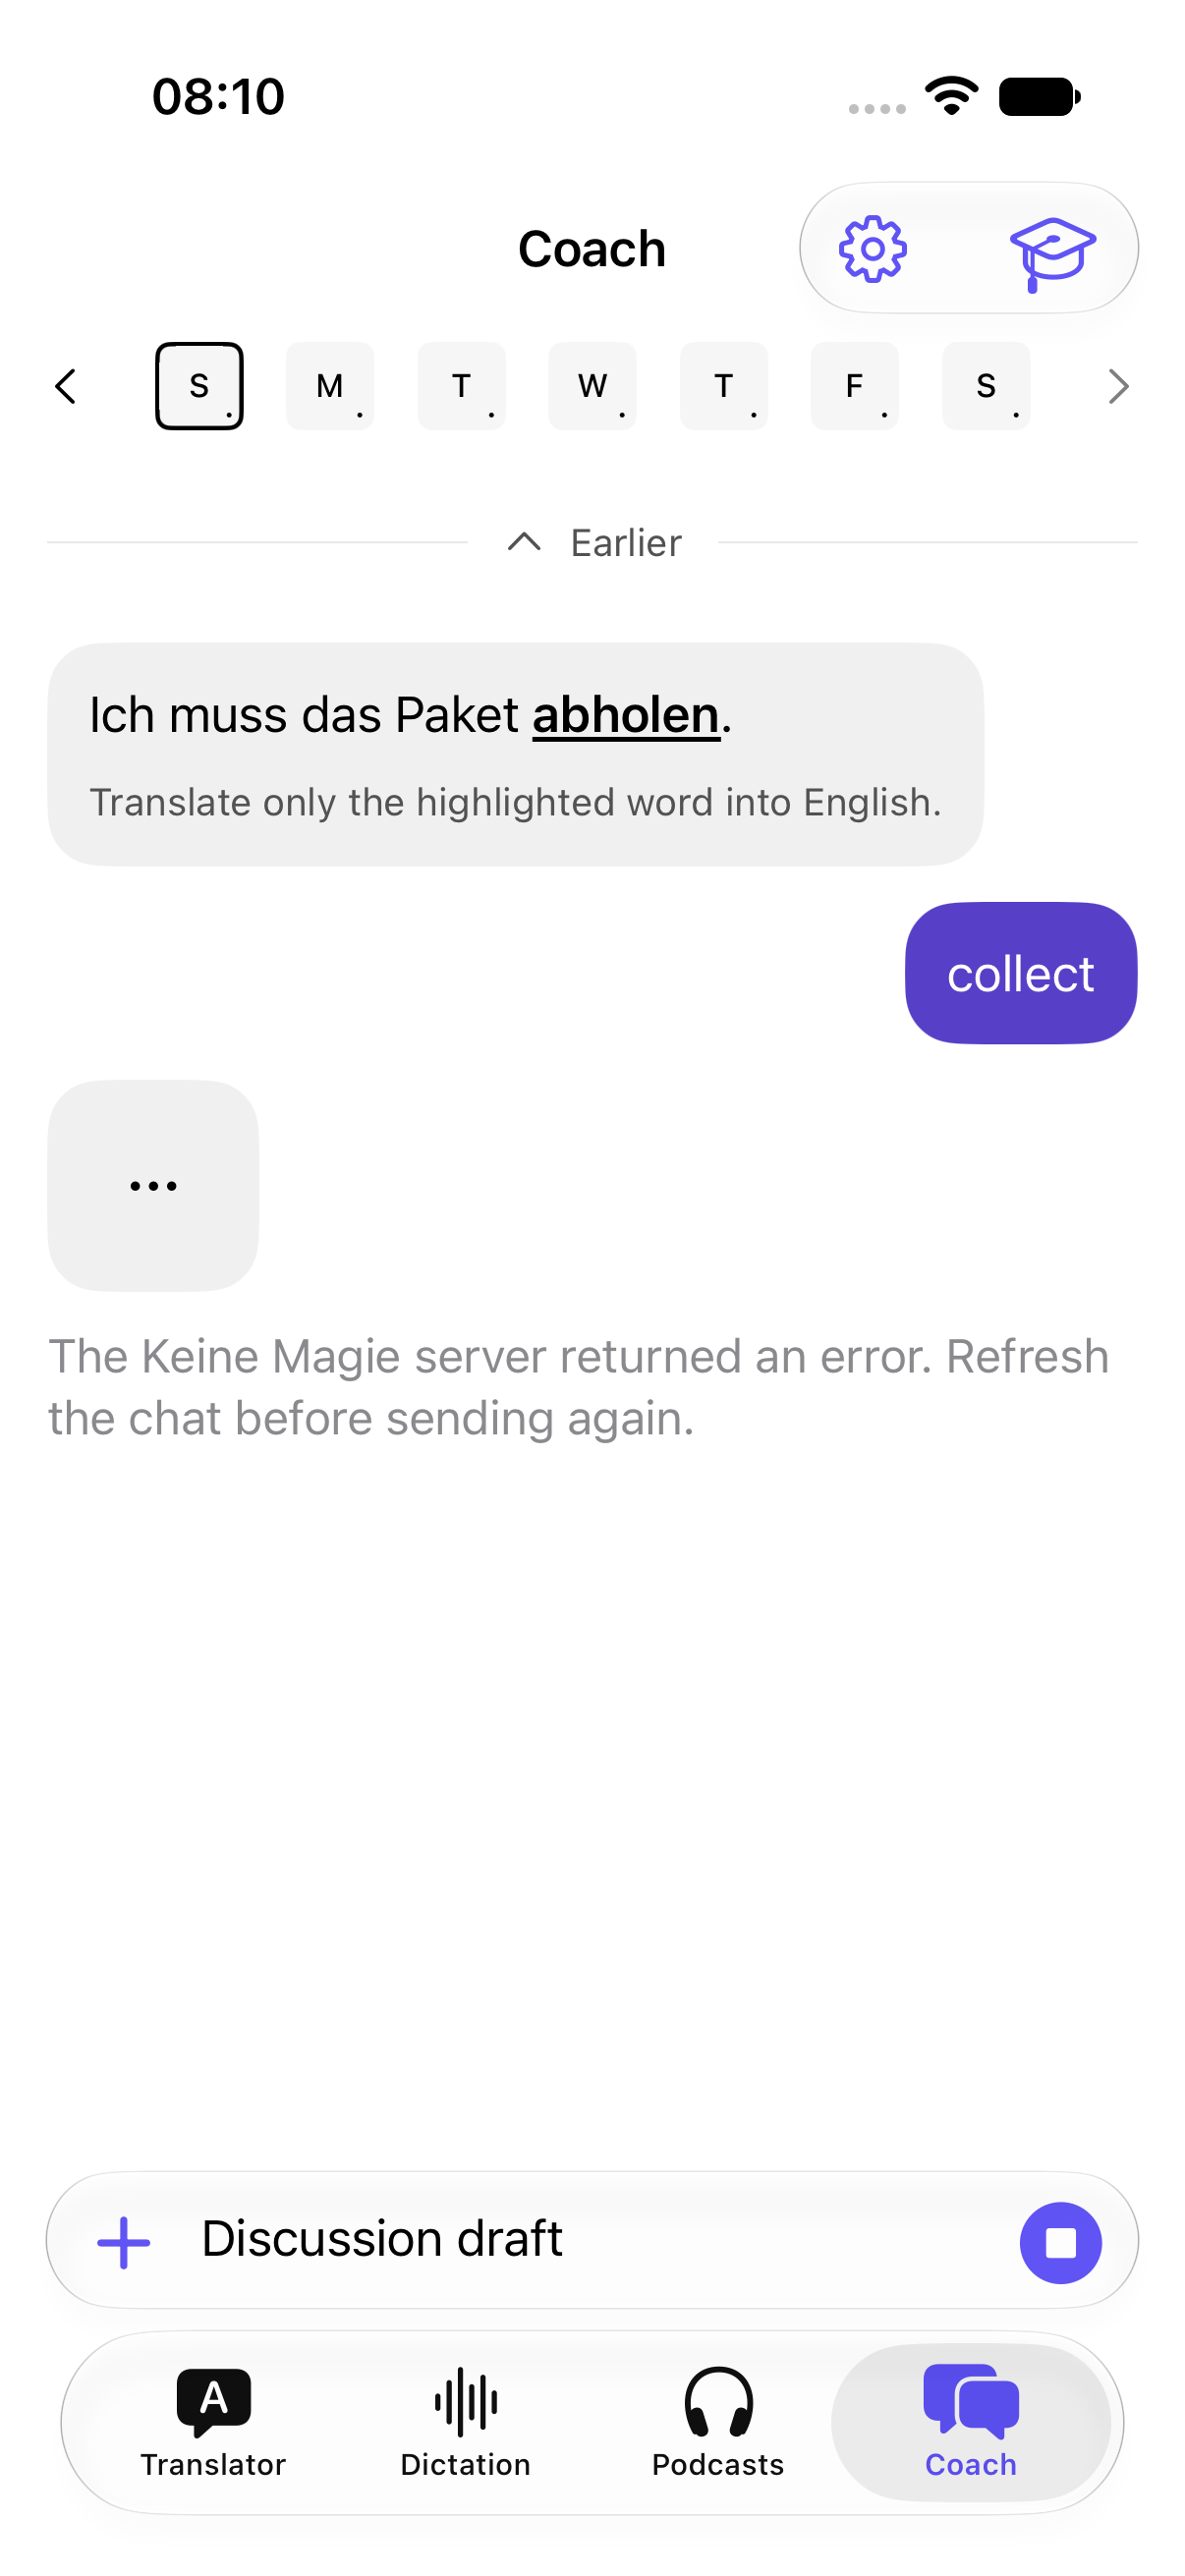 08:10
Coach
S M T W T F S
Earlier
Ich muss das Paket abholen.
Translate only the highlighted word into English.
collect
...
The Keine Magie server returned an error. Refresh
the chat before sending again.
Discussion draft
A
Translator Dictation Podcasts Coach